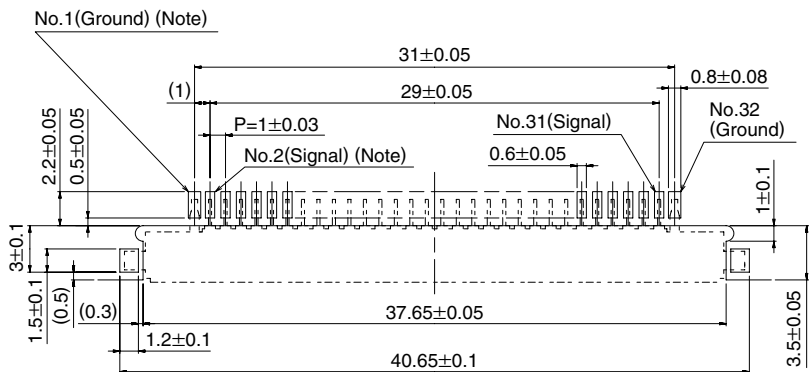 No.1(Ground) (Note)
31±0.05
(1)
29±0.05
0.8±0.08
P=1±0.03
No.31(Signal)
No.32
(Ground)
No.2(Signal) (Note)
0.6±0.05
2.2±0.05
0.5±0.05
1±0.1
3±0.1
1.5±0.1
(0.5)
(0.3)
37.65±0.05
3.5±0.05
1.2±0.1
40.65±0.1